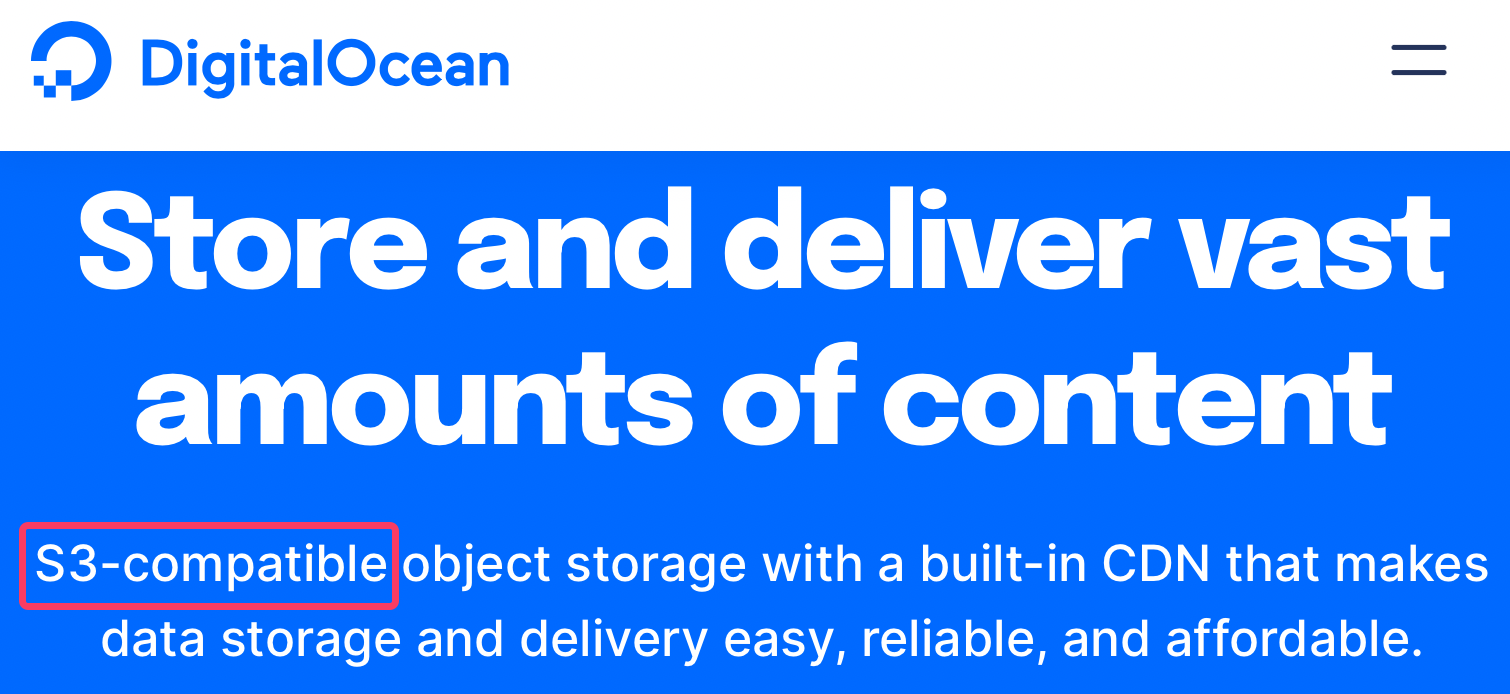 DigitalOcean
Store and deliver vast
amounts of content
S3-compatible object storage with a built-in CDN that makes
data storage and delivery easy, reliable, and affordable.